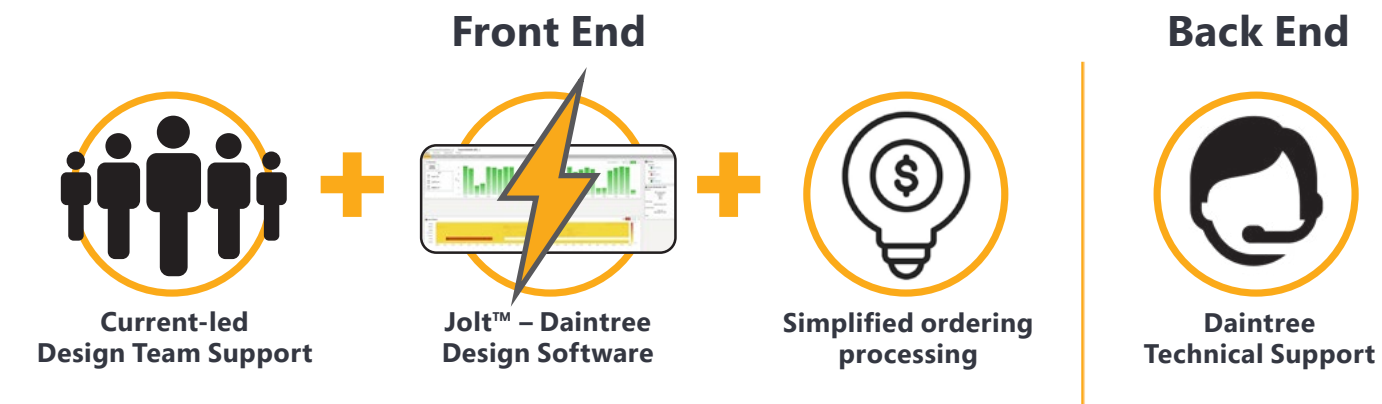 Front End
Back End
$
Current-led
Design Team Support
Jolt™ – Daintree
Design Software
Simplified ordering
processing
Daintree
Technical Support